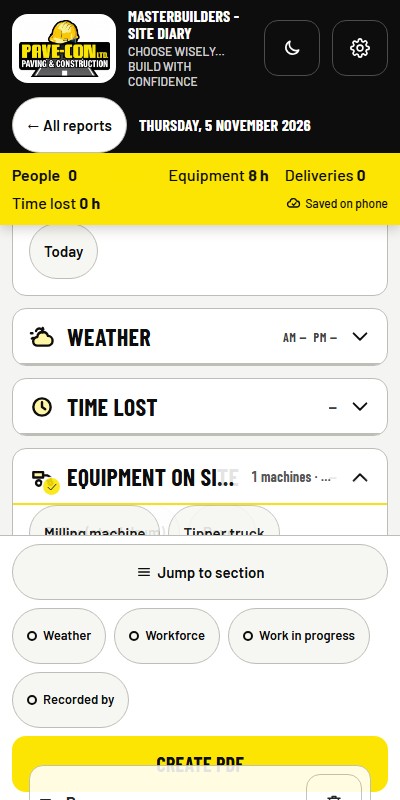 PAVE-CON LTD.
PAVING & CONSTRUCTION
MASTERBUILDERS -
SITE DIARY
CHOOSE WISELY...
BUILD WITH
CONFIDENCE
← All reports
THURSDAY, 5 NOVEMBER 2026
People 0
Equipment 8 h
Deliveries 0
Time lost 0 h
Saved on phone
Today
WEATHER
AM – PM –
TIME LOST
–
EQUIPMENT ON SI...
1 machines · ...
Milling machine
Tipper truck
Jump to section
Weather
Workforce
Work in progress
Recorded by
CREATE PDF